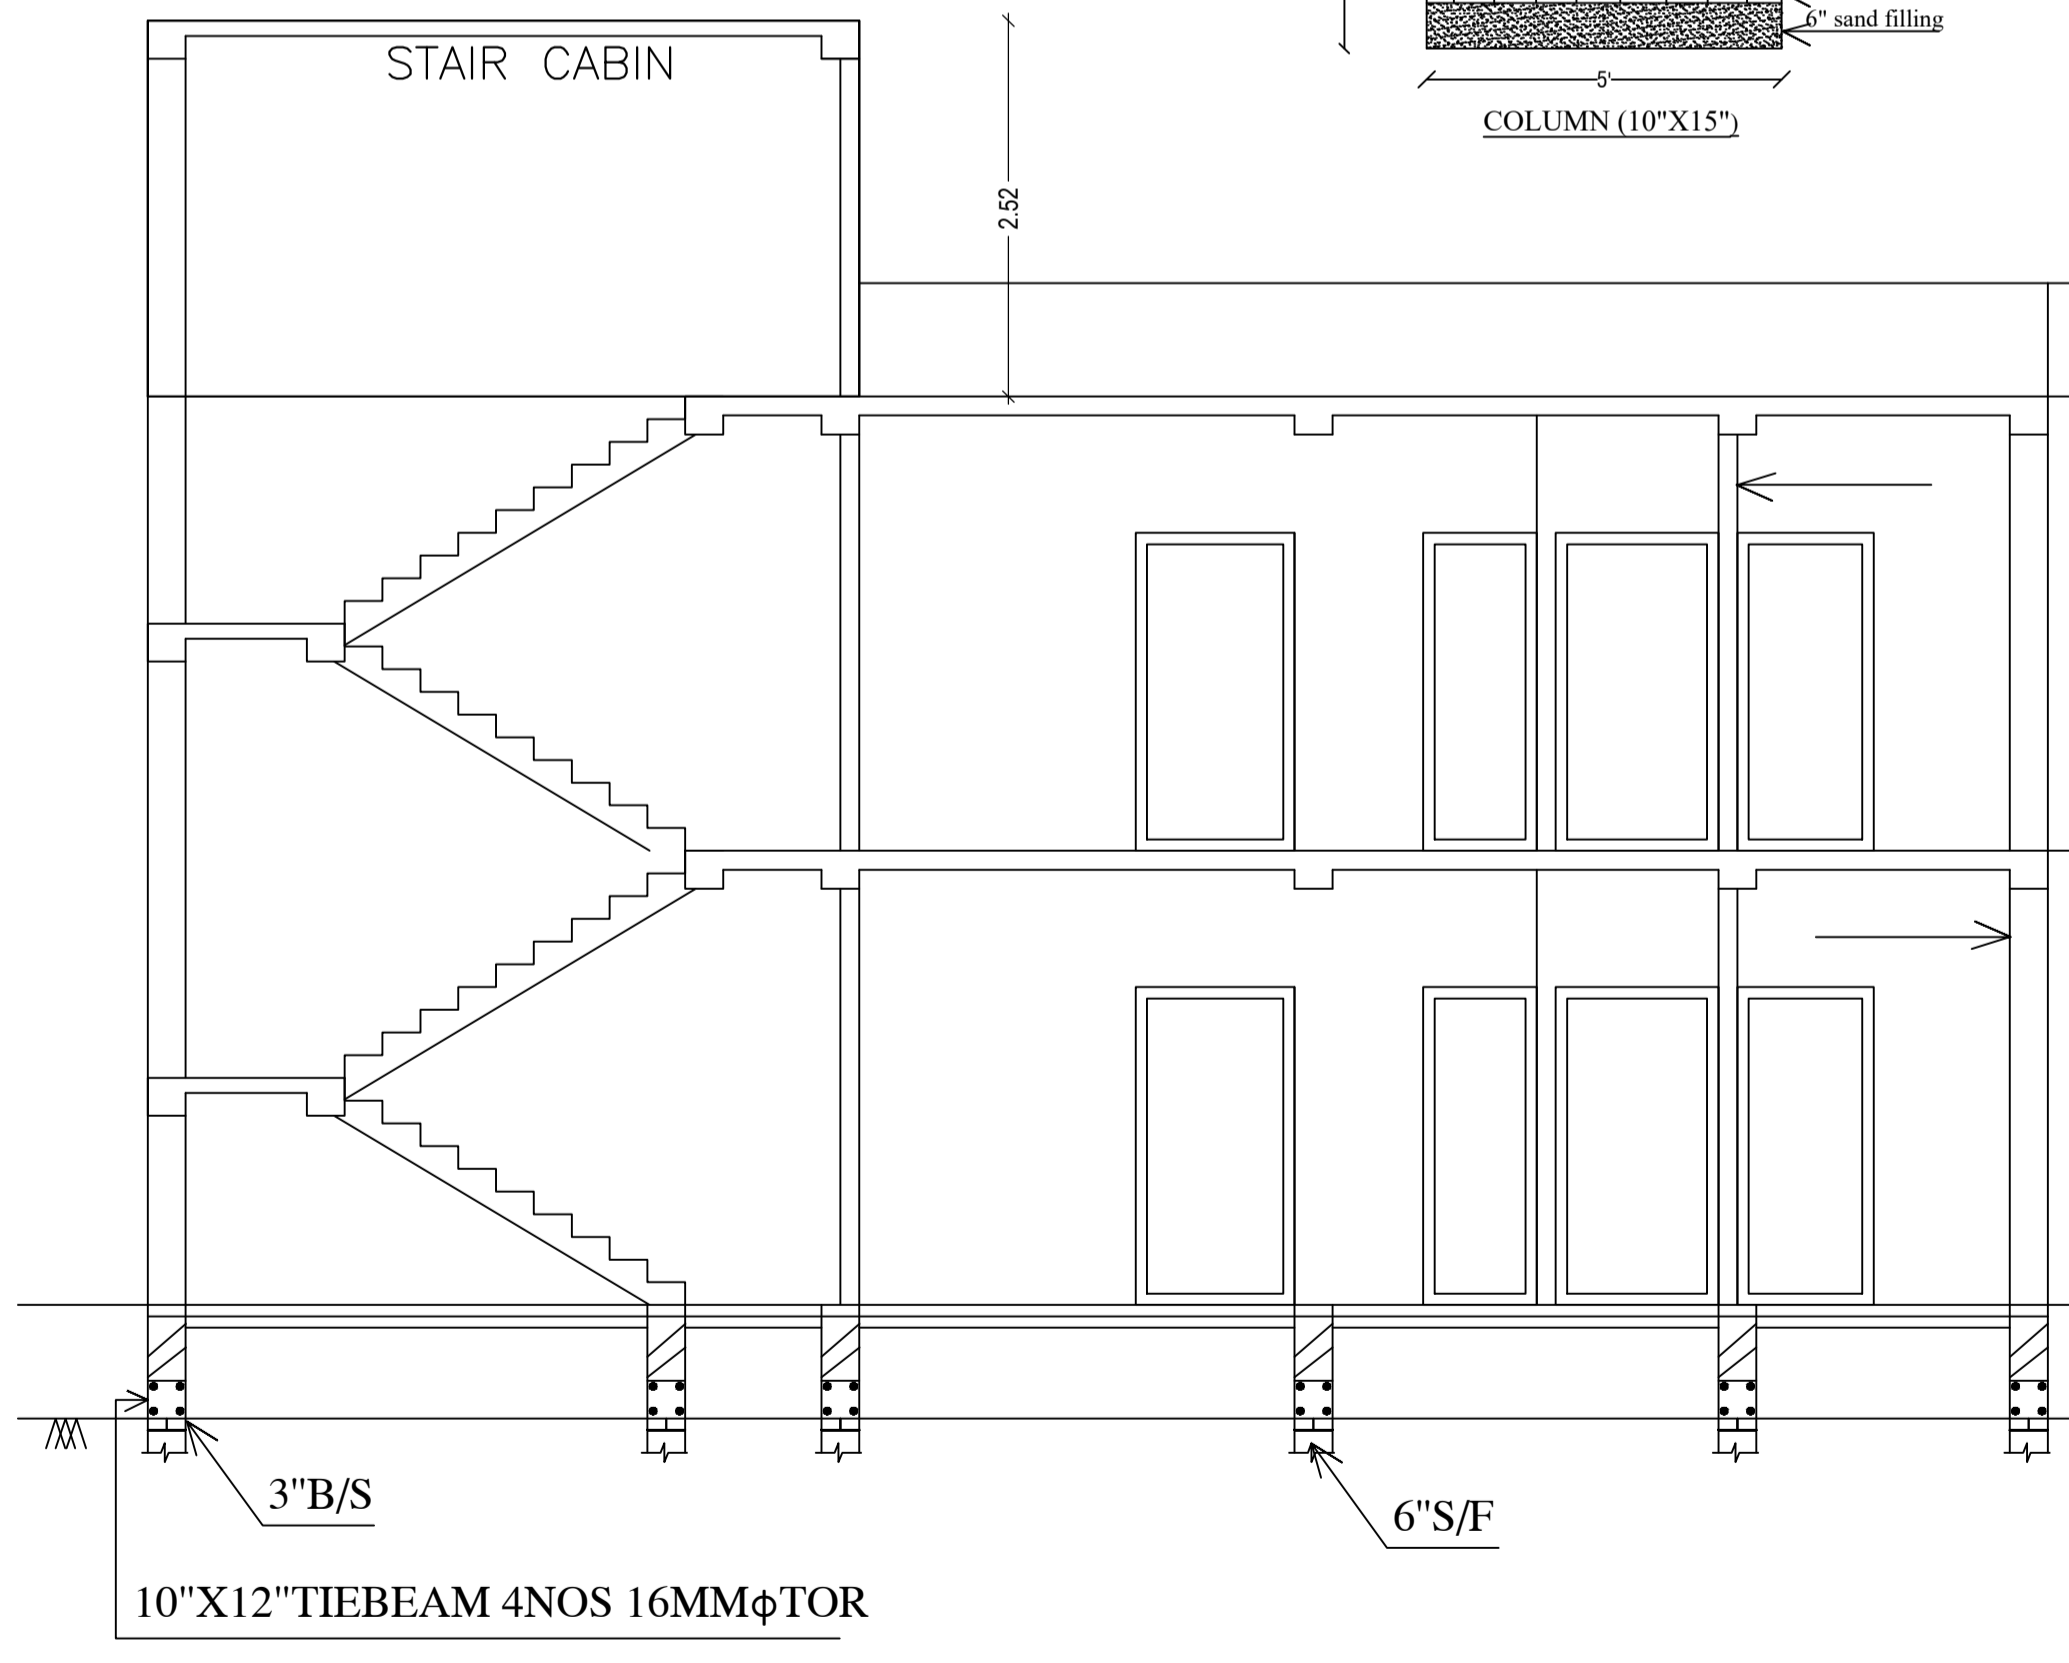 6" sand filling
STAIR CABIN
5'
COLUMN (10"X15")
2.52
3"B/S
6"S/F
10"X12"TIEBEAM 4NOS 16MMϕTOR